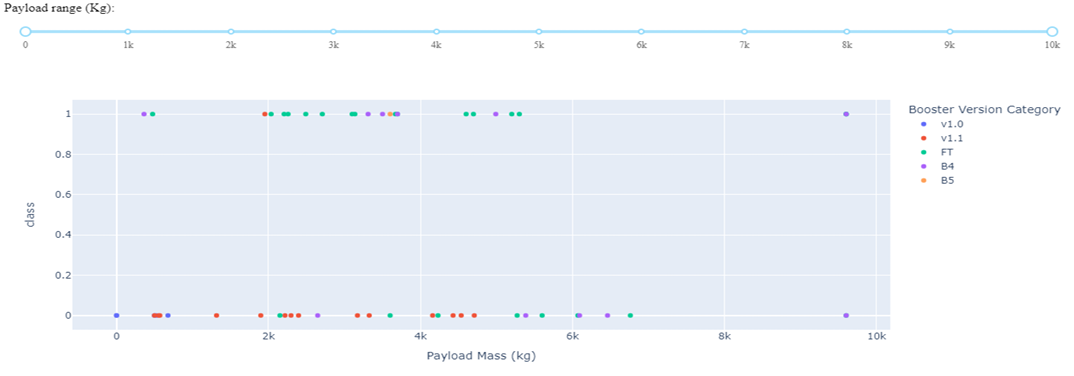 Payload range (Kg):
0 1k 2k 3k 4k 5k 6k 7k 8k 9k 10k
Booster Version Category
v1.0
v1.1
FT
B4
B5
class
1
0.8
0.6
0.4
0.2
0
0 2k 4k 6k 8k 10k
Payload Mass (kg)